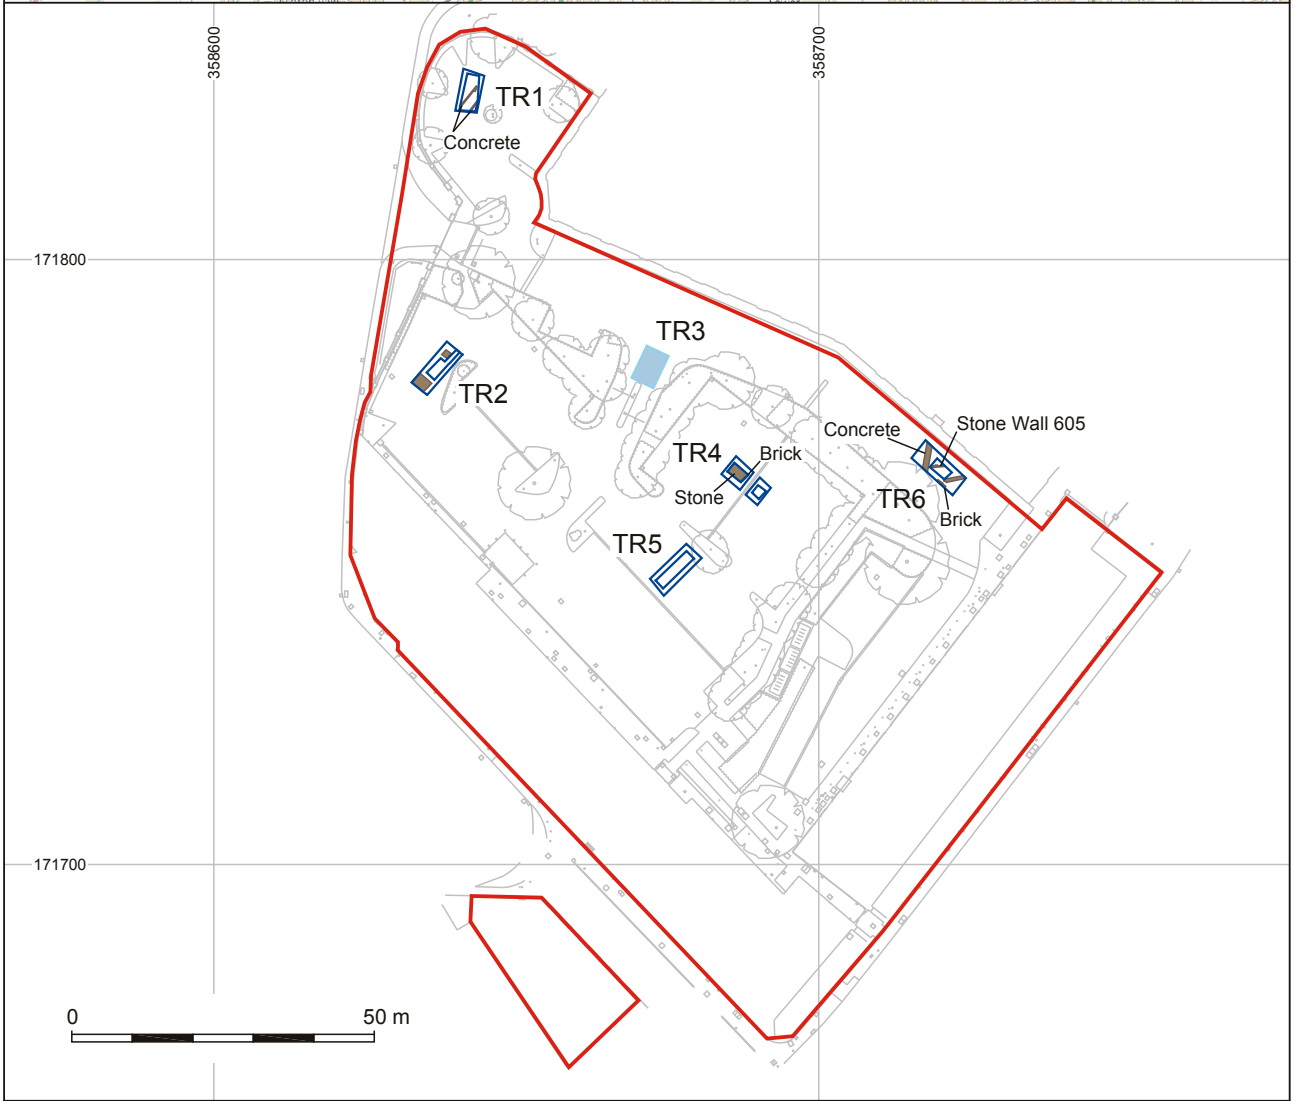 358600
358700
TR1
Concrete
171800
TR3
TR2
Stone Wall 605
Concrete
TR4
Brick
Stone
TR6
Brick
TR5
171700
0 50 m